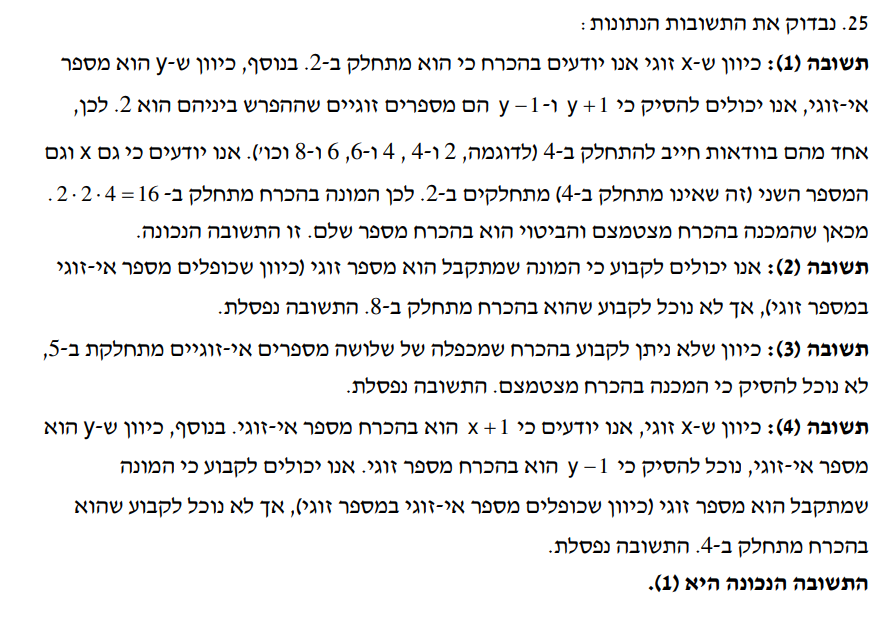 25. נבדוק את התשובות הנתונות :
תשובה (1): כיוון ש-x זוגי אנו יודעים בהכרח כי הוא מתחלק ב-2. בנוסף, כיוון ש-y הוא מספר
אי-זוגי, אנו יכולים להסיק כי y + 1 ו-y – 1 הם מספרים זוגיים שההפרש ביניהם הוא 2. לכן,
אחד מהם בוודאות חייב להתחלק ב-4 (לדוגמה, 2 ו-4 , 4 ו-6, 6 ו-8 וכו'). אנו יודעים כי גם x וגם
המספר השני (זה שאינו מתחלק ב-4) מתחלקים ב-2. לכן המונה בהכרח מתחלק ב- 2 · 2 · 4 = 16 .
מכאן שהמכנה בהכרח מצטמצם והביטוי הוא בהכרח מספר שלם. זו התשובה הנכונה.
תשובה (2): אנו יכולים לקבוע כי המונה שמתקבל הוא מספר זוגי (כיוון שכופלים מספר אי-זוגי
במספר זוגי), אך לא נוכל לקבוע שהוא בהכרח מתחלק ב-8. התשובה נפסלת.
תשובה (3): כיוון שלא ניתן לקבוע בהכרח שמכפלה של שלושה מספרים אי-זוגיים מתחלקת ב-5,
לא נוכל להסיק כי המכנה בהכרח מצטמצם. התשובה נפסלת.
תשובה (4): כיוון ש-x זוגי, אנו יודעים כי x + 1 הוא בהכרח מספר אי-זוגי. בנוסף, כיוון ש-y הוא
מספר אי-זוגי, נוכל להסיק כי y – 1 הוא בהכרח מספר זוגי. אנו יכולים לקבוע כי המונה
שמתקבל הוא מספר זוגי (כיוון שכופלים מספר אי-זוגי במספר זוגי), אך לא נוכל לקבוע שהוא
בהכרח מתחלק ב-4. התשובה נפסלת.
התשובה הנכונה היא (1).